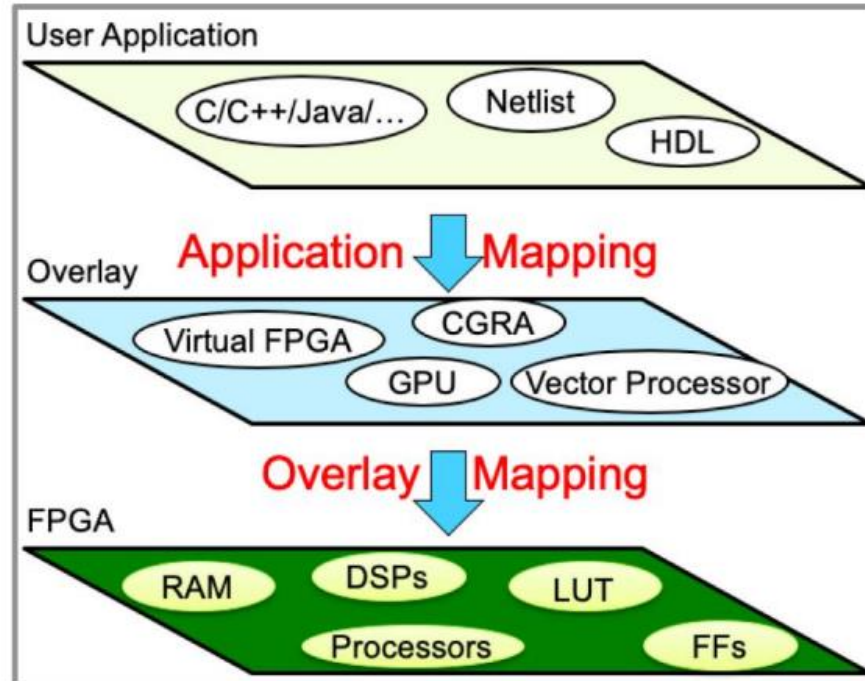 User Application
C/C++/Java/…
Netlist
HDL
Application Mapping
Overlay
Virtual FPGA
CGRA
GPU
Vector Processor
Overlay Mapping
FPGA
RAM
DSPs
LUT
Processors
FFs